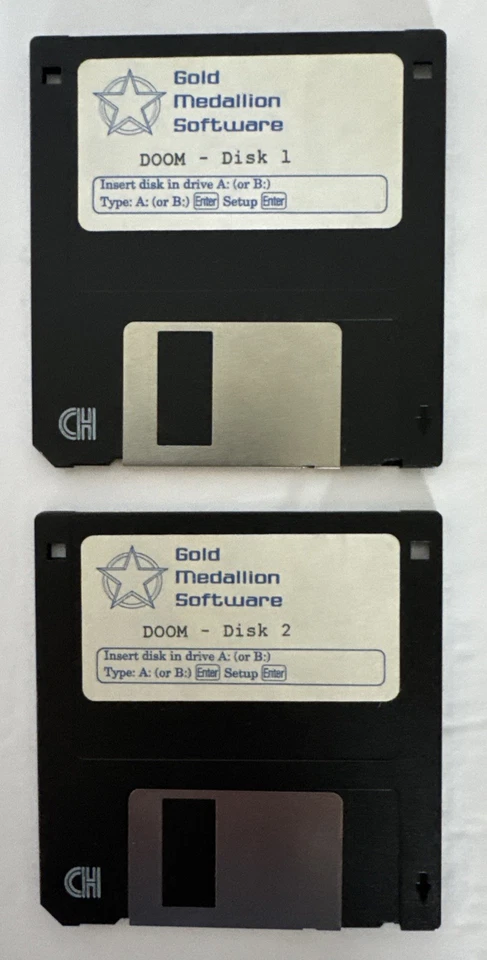 Gold
Medallion
Software
DOOM - Disk 1
Insert disk in drive A: (or B:)
Type: A: (or B:) Enter Setup Enter
CH
Gold
Medallion
Software
DOOM - Disk 2
Insert disk in drive A: (or B:)
Type: A: (or B:) Enter Setup Enter
CH